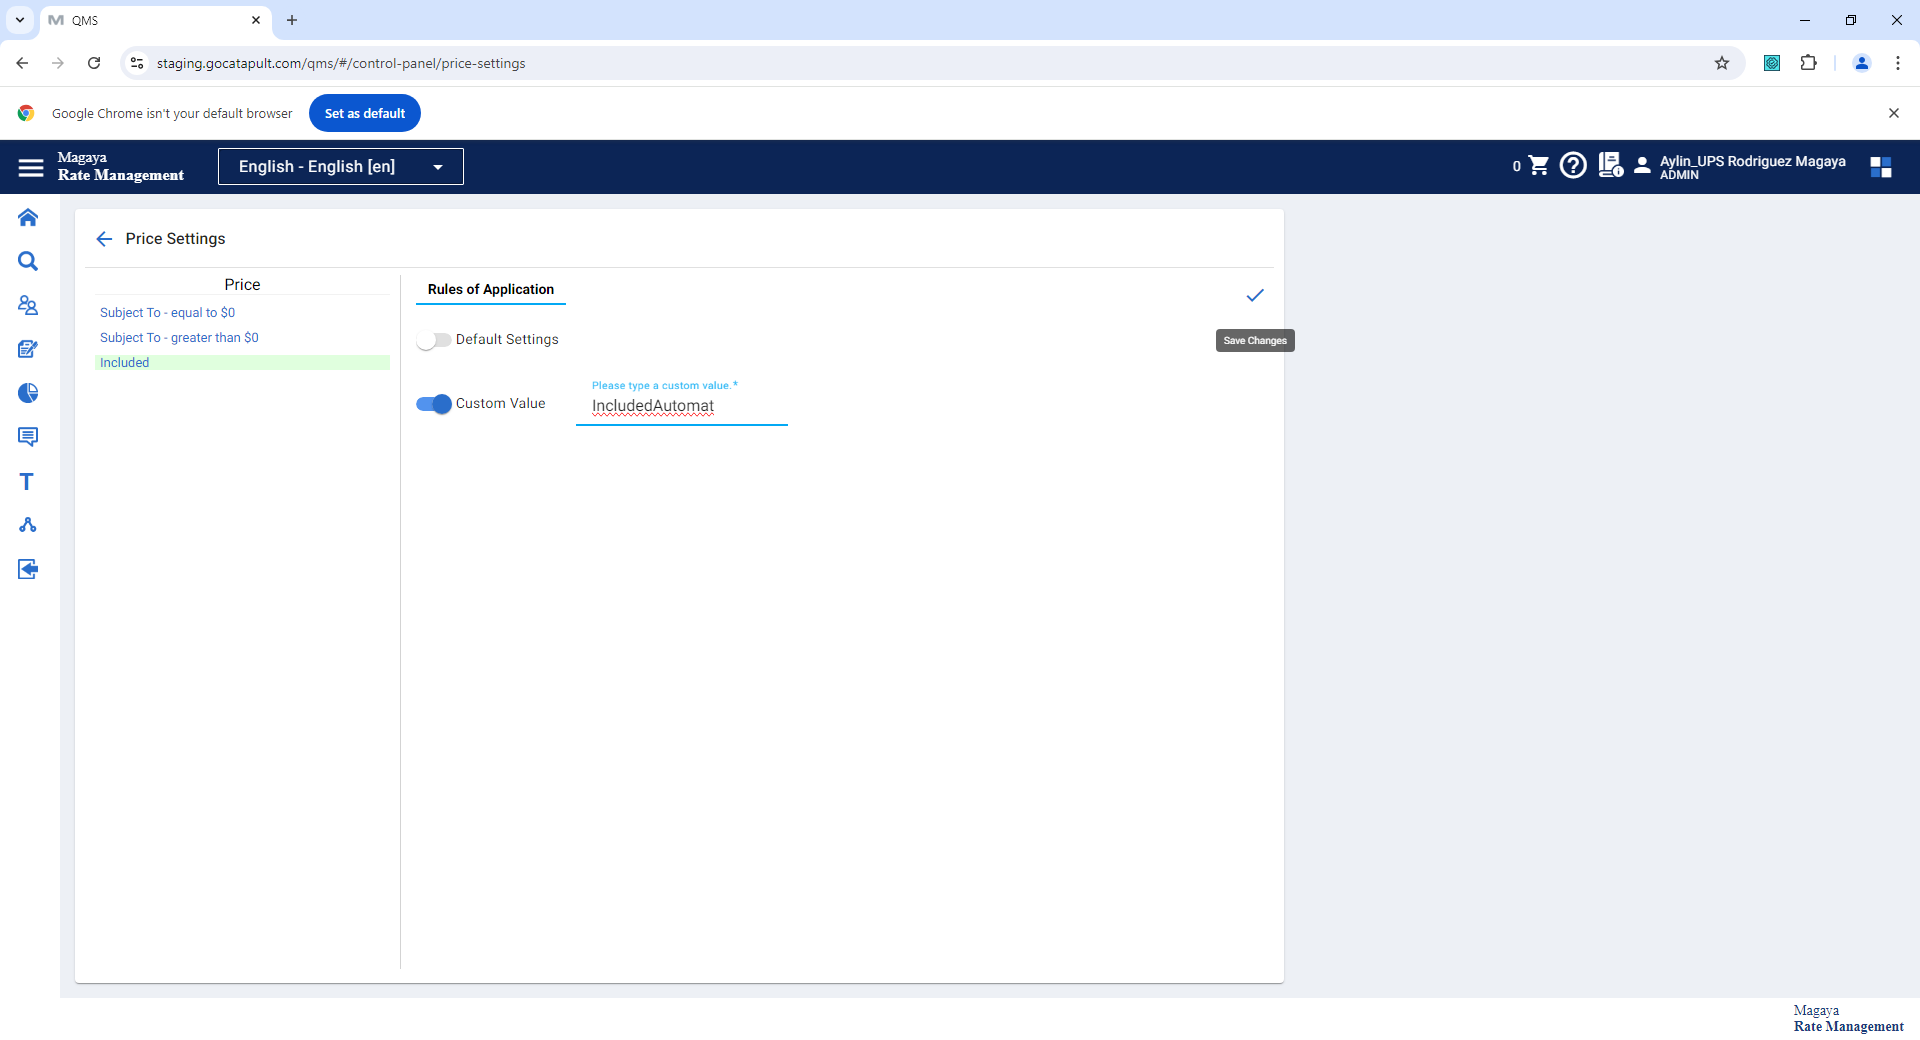 QMS
staging.gocatapult.com/qms/#/control-panel/price-settings
Google Chrome isn't your default browser
Set as default
Magaya
Rate Management
English - English [en]
0
Aylin_UPS Rodriguez Magaya
ADMIN
Price Settings
Price
Subject To - equal to $0
Subject To - greater than $0
Included
Rules of Application
Save Changes
Default Settings
Custom Value
Please type a custom value.*
IncludedAutomat
Magaya
Rate Management